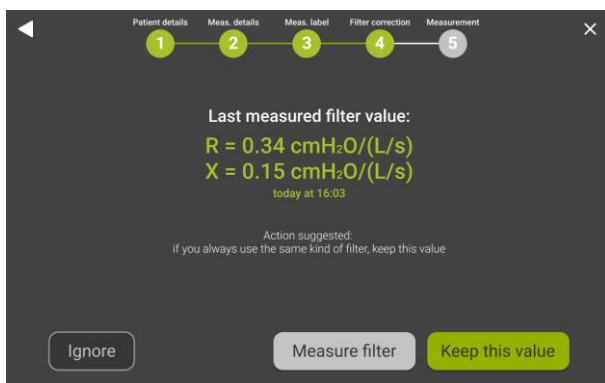 Patient details Meas. details Meas. label Filter correction Measurement
1 2 3 4 5
Last measured filter value:
R = 0.34 cmH₂O/(L/s)
X = 0.15 cmH₂O/(L/s)
today at 16:03
Action suggested:
if you always use the same kind of filter, keep this value
Ignore Measure filter Keep this value